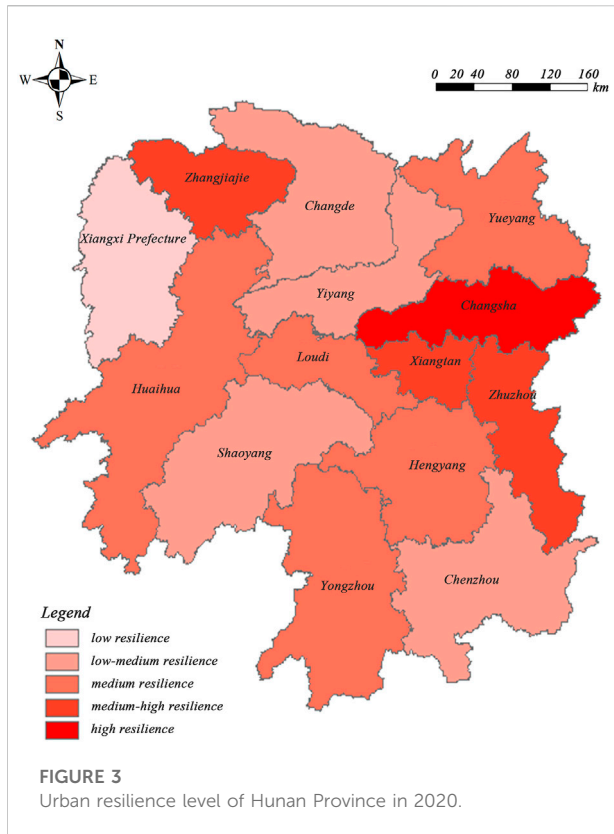 N
W E
S
0 20 40 80 120 160
km
Zhangjiajie
Changde
Yueyang
Xiangxi Prefecture
Yiyang
Changsha
Loudi
Xiangtan
Huaihua
Zhuzhou
Shaoyang
Hengyang
Yongzhou
Chenzhou
Legend
low resilience
low-medium resilience
medium resilience
medium-high resilience
high resilience
FIGURE 3
Urban resilience level of Hunan Province in 2020.